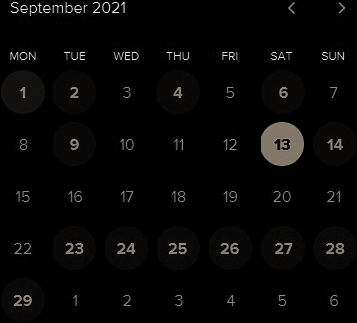 September 2021
MON TUE WED THU FRI SAT SUN
1 2 3 4 5 6 7
8 9 10 11 12 13 14
15 16 17 18 19 20 21
22 23 24 25 26 27 28
29 1 2 3 4 5 6